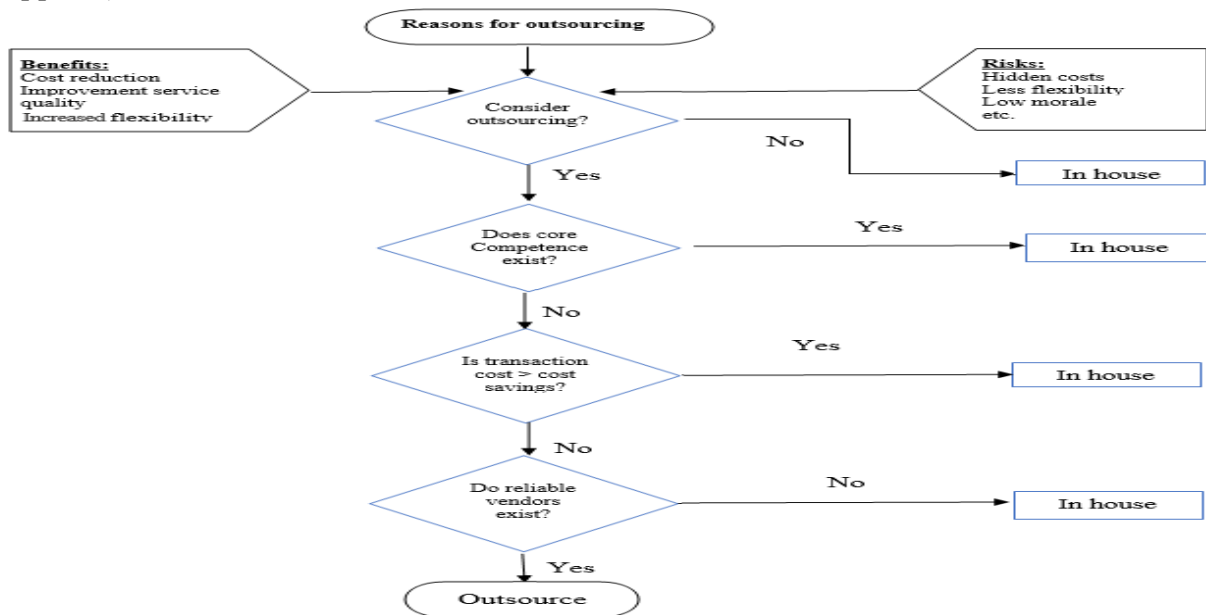 Reasons for outsourcing
Benefits:
Cost reduction
Improvement service
quality
Increased flexibility
Risks:
Hidden costs
Less flexibility
Low morale
etc.
Consider
outsourcing?
No
In house
Yes
Does core
Competence
exist?
Yes
In house
No
Is transaction
cost > cost
savings?
Yes
In house
No
Do reliable
vendors
exist?
No
In house
Yes
Outsource